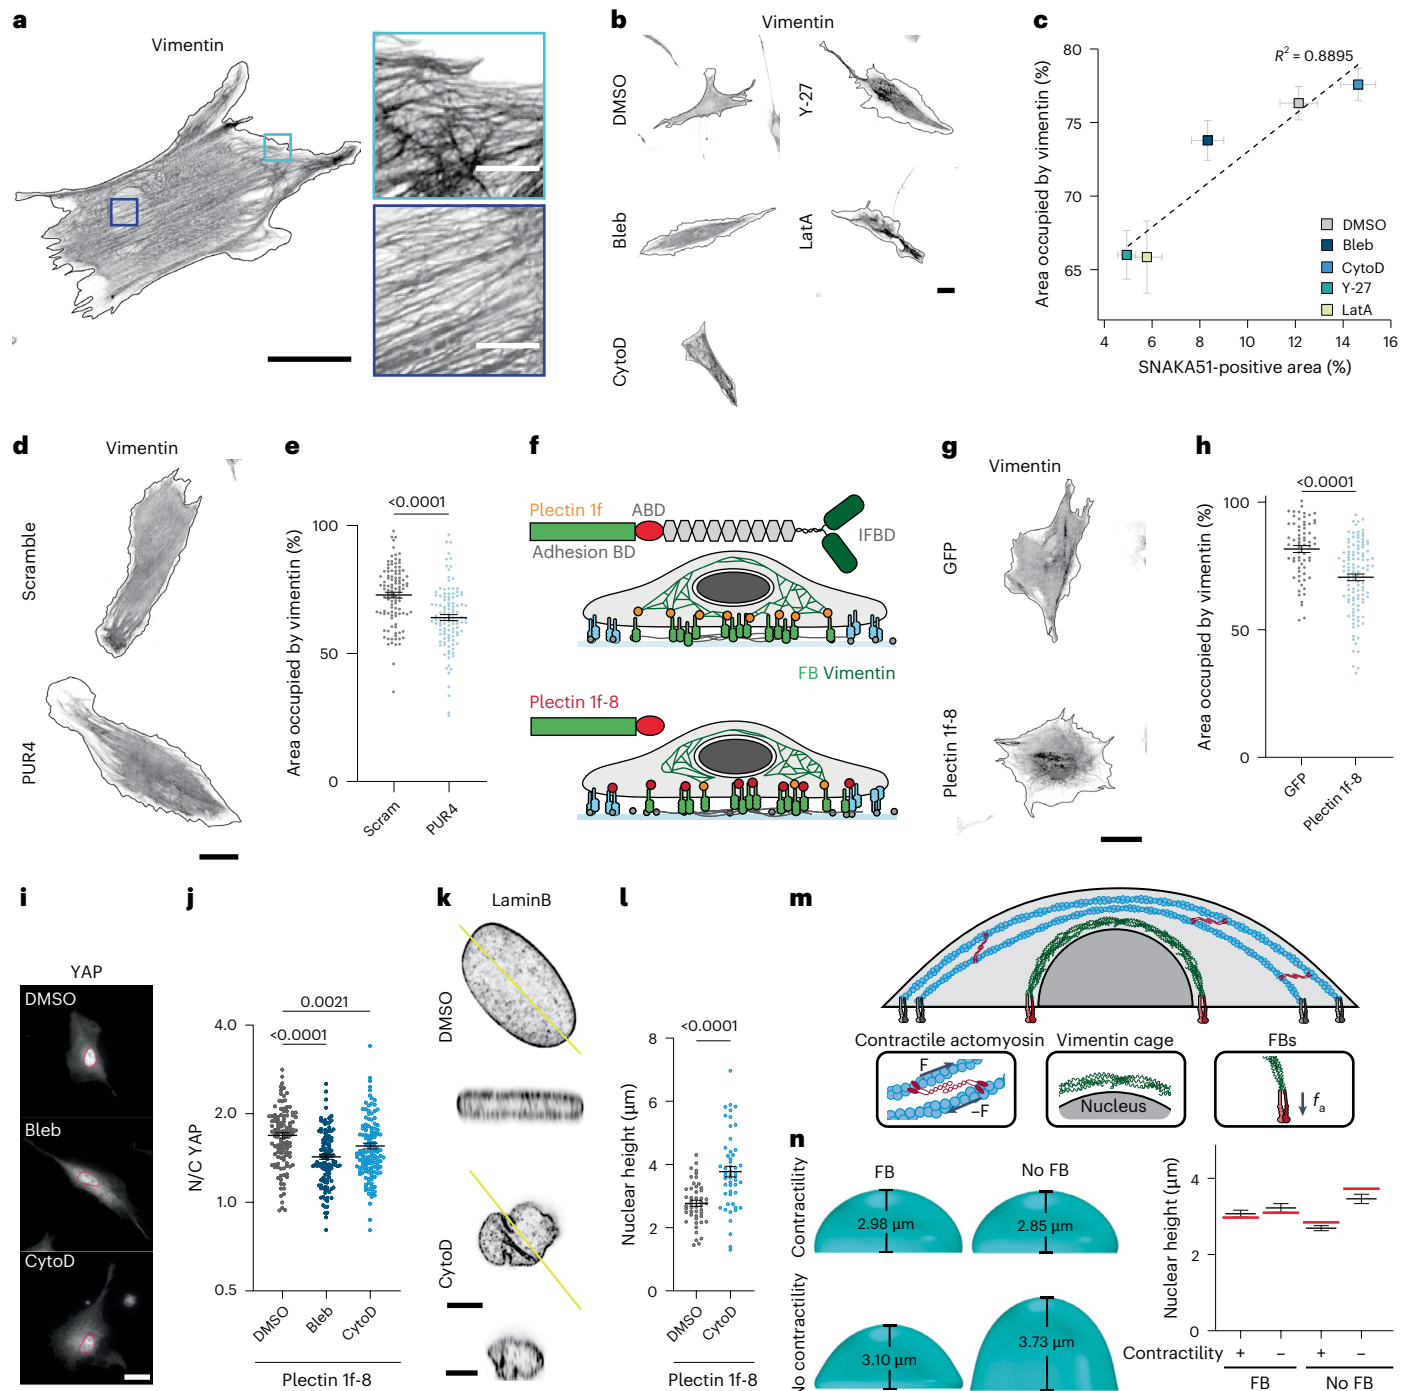 a
Vimentin
b
Vimentin
DMSO
Y-27
Bleb
LatA
CytoD
c
R² = 0.8895
Area occupied by vimentin (%)
80
75
70
65
4 6 8 10 12 14 16
SNAKA51-positive area (%)
DMSO
Bleb
CytoD
Y-27
LatA
d
Vimentin
Scramble
PUR4
e
<0.0001
Area occupied by vimentin (%)
100
50
0
Scram
PUR4
f
Plectin 1f
ABD
Adhesion BD
IFBD
FB Vimentin
Plectin 1f-8
g
Vimentin
GFP
Plectin 1f-8
h
<0.0001
Area occupied by vimentin (%)
100
50
0
GFP
Plectin 1f-8
i
YAP
DMSO
Bleb
CytoD
j
0.0021
<0.0001
N/C YAP
4.0
2.0
1.0
0.5
DMSO
Bleb
CytoD
Plectin 1f-8
k
LaminB
DMSO
CytoD
l
<0.0001
Nuclear height (μm)
8
6
4
2
0
DMSO
CytoD
Plectin 1f-8
m
Contractile actomyosin
F
–F
Vimentin cage
Nucleus
FBs
fa
n
FB
No FB
Contractility
2.98 μm
2.85 μm
No contractility
3.10 μm
3.73 μm
Nuclear height (μm)
4
2
0
Contractility + – + –
FB No FB